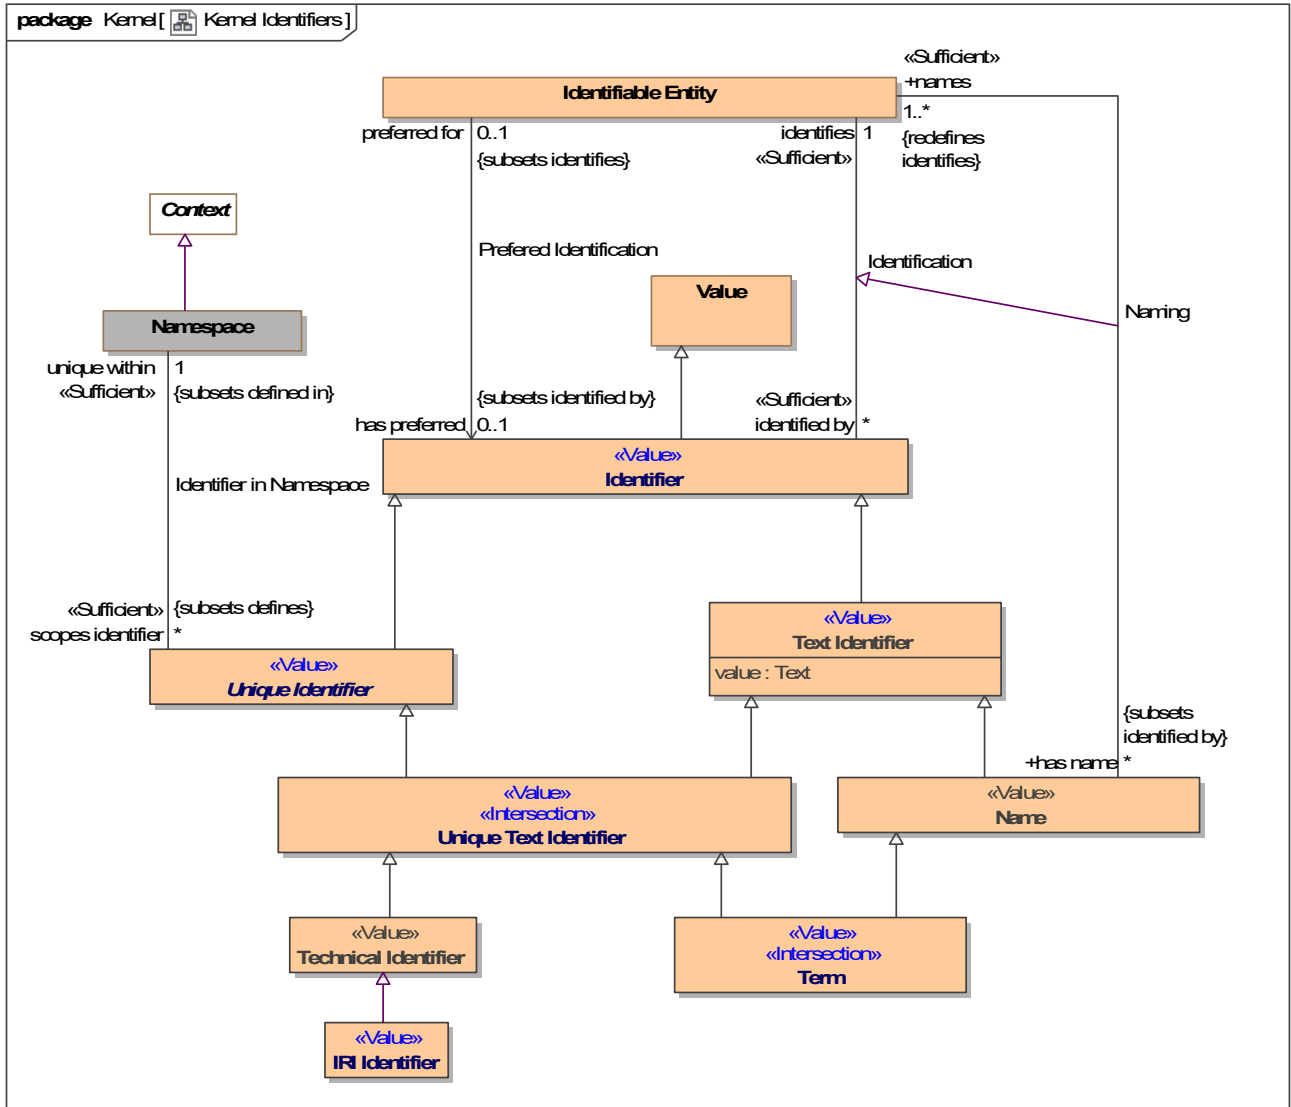 package Kernel[ Kernel Identifiers ]
«Sufficient»
+names
Identifiable Entity
1..*
preferred for 0..1
identifies 1
{redefines
identifies}
{subsets identifies}
«Sufficient»
Context
Prefered Identification
Identification
Value
Naming
Namespace
unique within 1
«Sufficient» {subsets defined in}
{subsets identified by}
«Sufficient»
has preferred 0..1
identified by *
«Value»
Identifier
Identifier in Namespace
«Sufficient» {subsets defines}
scopes identifier *
«Value»
Text Identifier
value : Text
«Value»
Unique Identifier
{subsets
identified by}
+has name *
«Value»
«Intersection»
Unique Text Identifier
«Value»
Name
«Value»
Technical Identifier
«Value»
«Intersection»
Term
«Value»
IRI Identifier